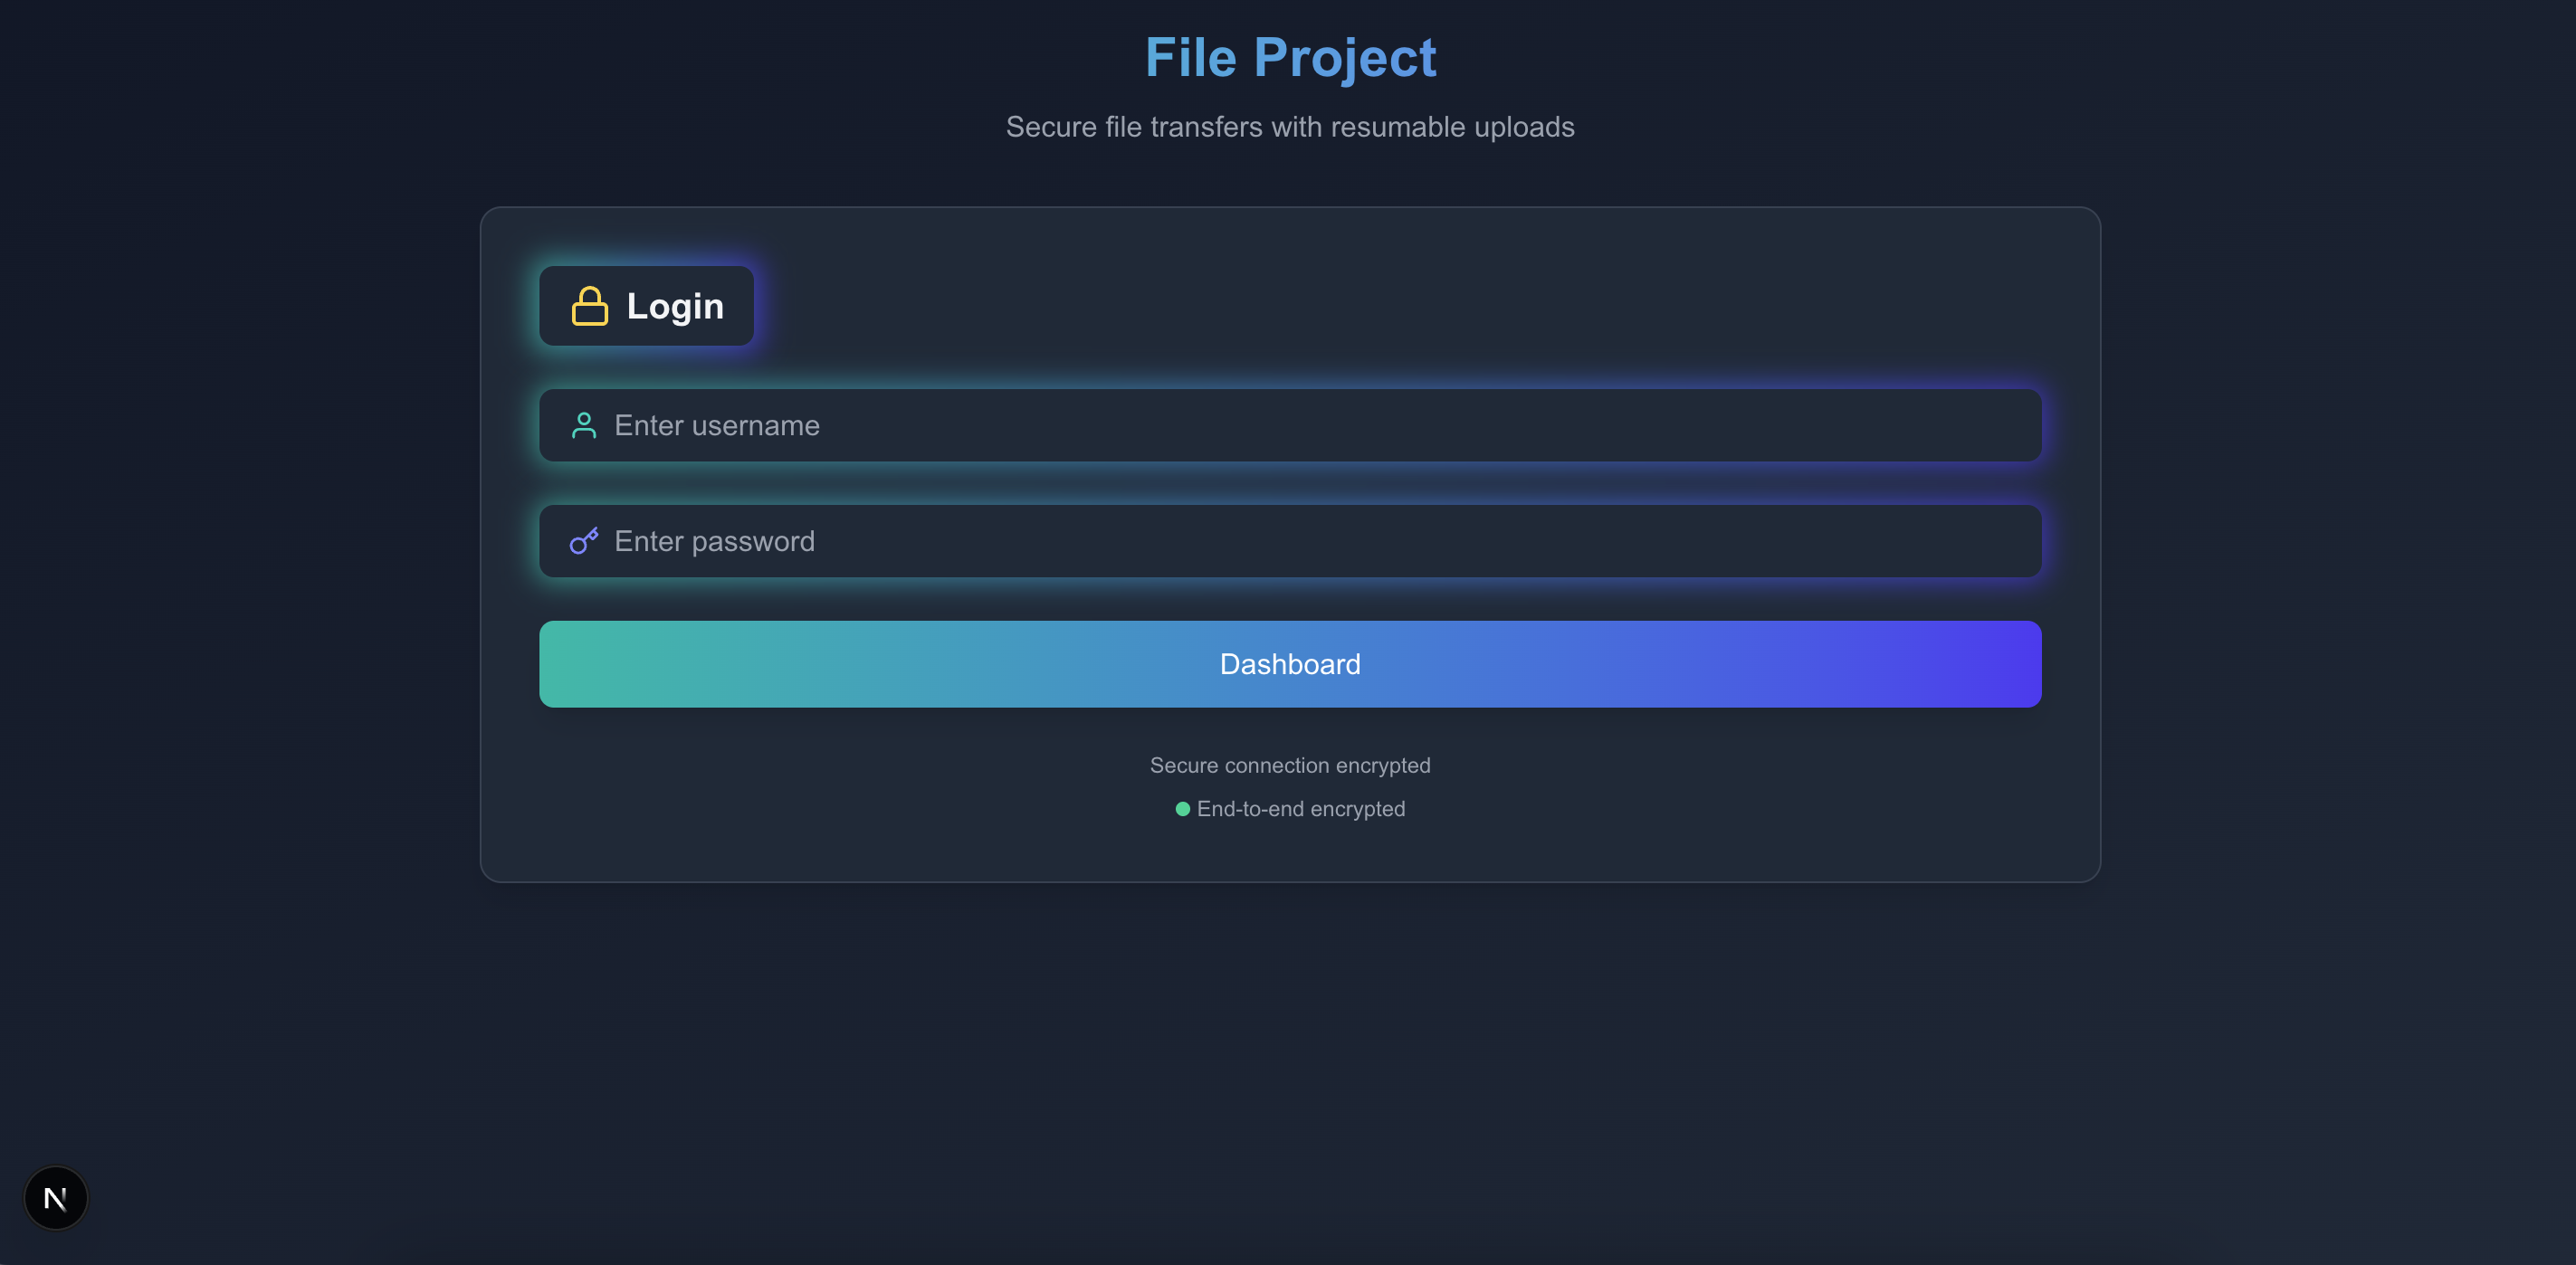 File Project
Secure file transfers with resumable uploads
Login
Enter username
Enter password
Dashboard
Secure connection encrypted
End-to-end encrypted
N